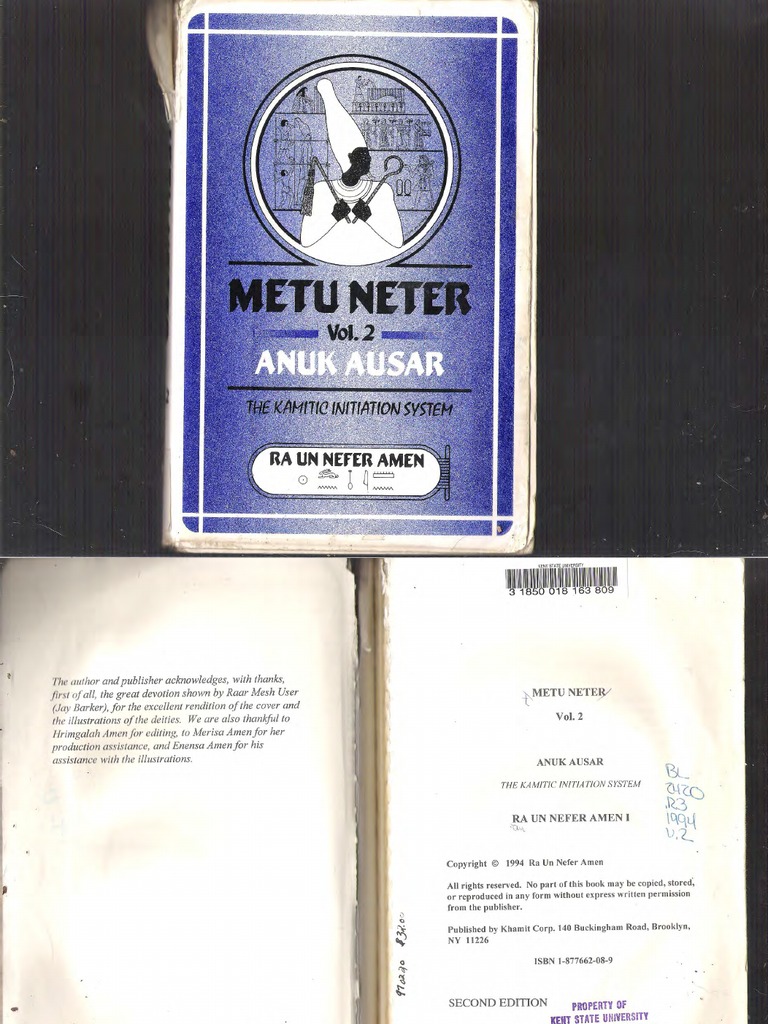 METU NETER
Vol. 2
ANUK AUSAR
THE KAMITIC INITIATION SYSTEM
RA UN NEFER AMEN
The author and publisher acknowledges, with thanks,
first of all, the great devotion shown by Raar Mesh User
(Jay Barker), for the excellent rendition of the cover and
the illustrations of the deities. We are also thankful to
Hrimgalah Amen for editing, to Merisa Amen for her
production assistance, and Enensa Amen for his
assistance with the illustrations.
KENT STATE UNIVERSITY
3 1850 018 163 809
METU NETER
Vol. 2
ANUK AUSAR
THE KAMITIC INITIATION SYSTEM
RA UN NEFER AMEN I
BL
2420
.R3
1994
v.2
Copyright © 1994 Ra Un Nefer Amen
All rights reserved. No part of this book may be copied, stored,
or reproduced in any form without express written permission
from the publisher.
Published by Khamit Corp. 140 Buckingham Road, Brooklyn,
NY 11226
ISBN 1-877662-08-9
SECOND EDITION
PROPERTY OF
KENT STATE UNIVERSITY